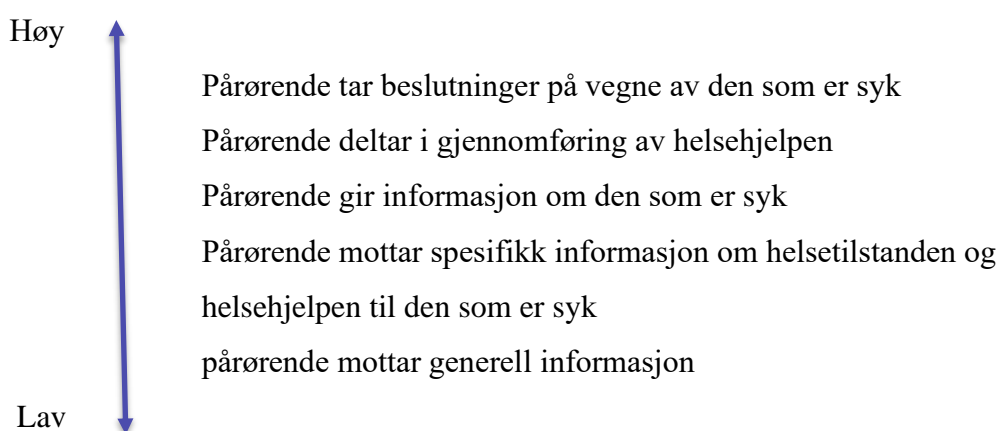 Høy
Pårørende tar beslutninger på vegne av den som er syk
Pårørende deltar i gjennomføring av helsehjelpen
Pårørende gir informasjon om den som er syk
Pårørende mottar spesifikk informasjon om helsetilstanden og
helsehjelpen til den som er syk
pårørende mottar generell informasjon
Lav